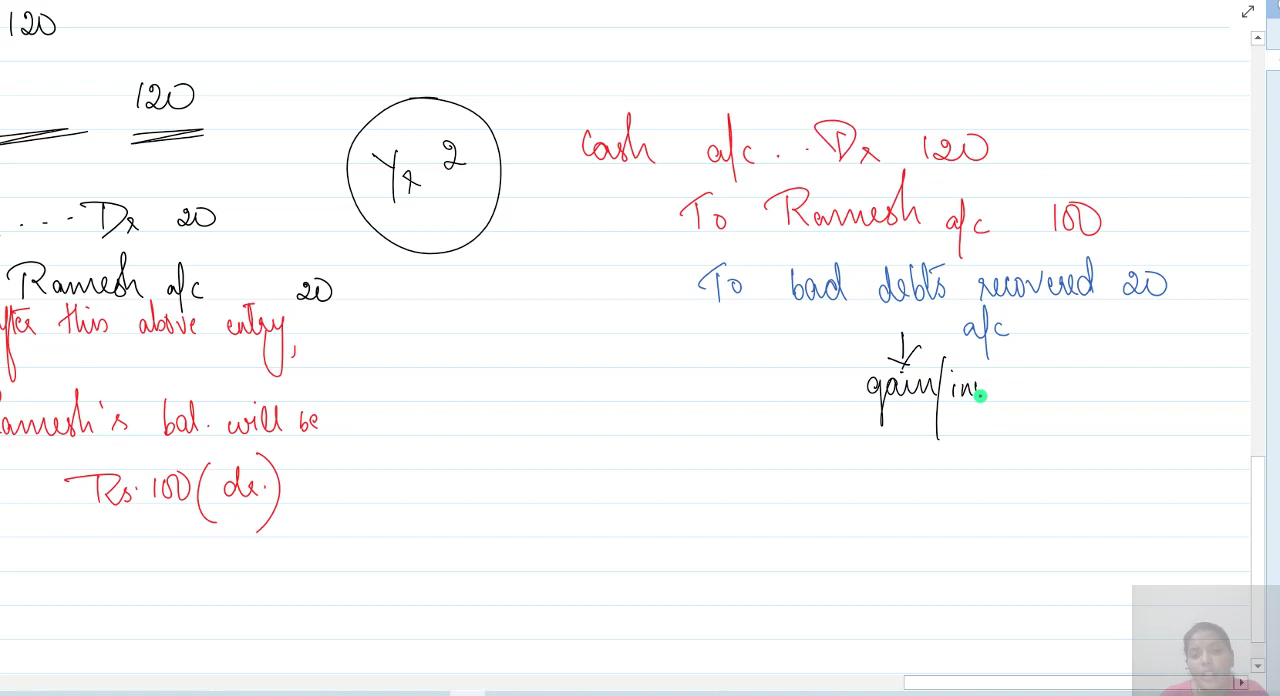 120
120
... Dr 20
Ramesh a/c 20
After this above entry,
Ramesh's bal. will be
Rs. 100 (dr.)
Yr 2
Cash a/c ... Dr 120
To Ramesh a/c 100
To bad debts recovered 20
a/c
gain/in